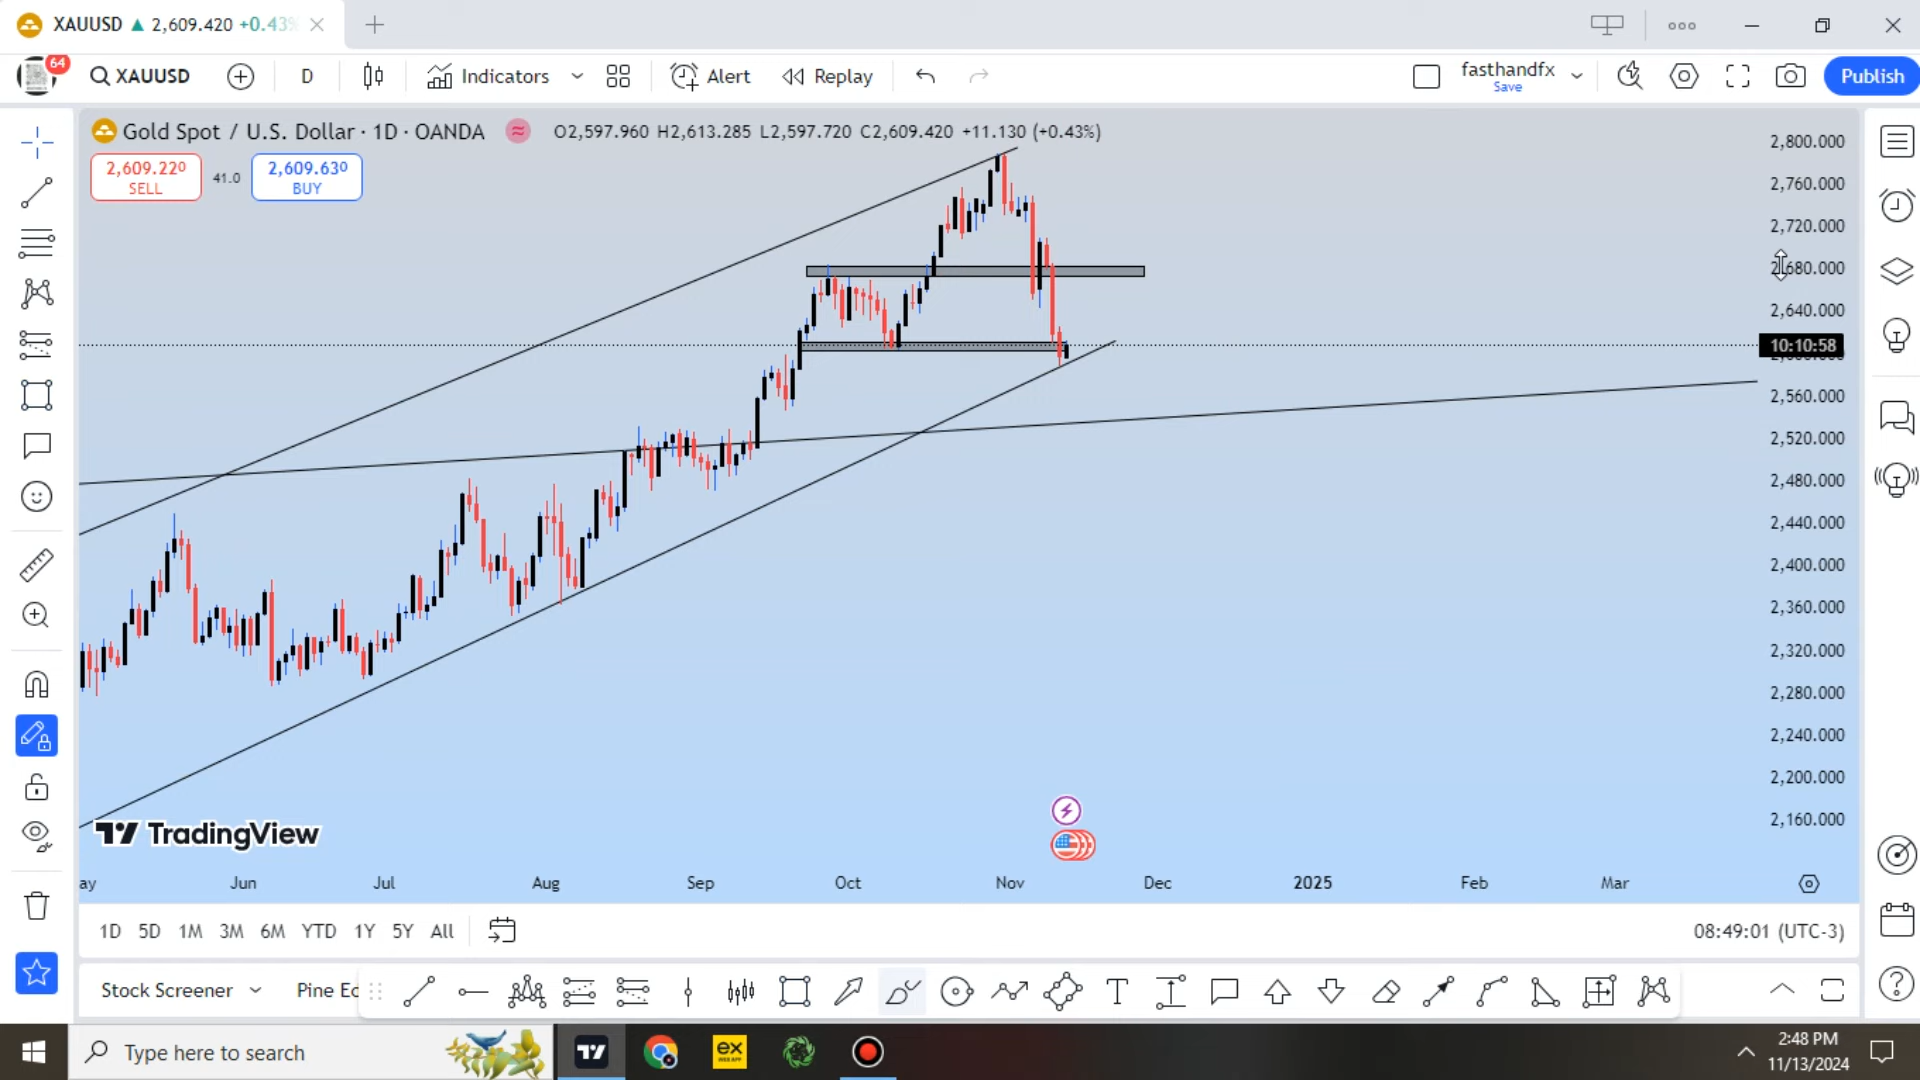 XAUUSD ▲ 2,609.420 +0.43%
64
XAUUSD
D
Indicators
Alert
Replay
fasthandfx
Save
Publish
Gold Spot / U.S. Dollar · 1D · OANDA
O2,597.960 H2,613.285 L2,597.720 C2,609.420 +11.130 (+0.43%)
2,609.220
SELL
41.0
2,609.630
BUY
2,800.000
2,760.000
2,720.000
2,680.000
2,640.000
10:10:58
2,560.000
2,520.000
2,480.000
2,440.000
2,400.000
2,360.000
2,320.000
2,280.000
2,240.000
2,200.000
2,160.000
TradingView
ay Jun Jul Aug Sep Oct Nov Dec 2025 Feb Mar
1D 5D 1M 3M 6M YTD 1Y 5Y All
08:49:01 (UTC-3)
Stock Screener
Pine Ec
Type here to search
ex
WEB APP
2:48 PM
11/13/2024